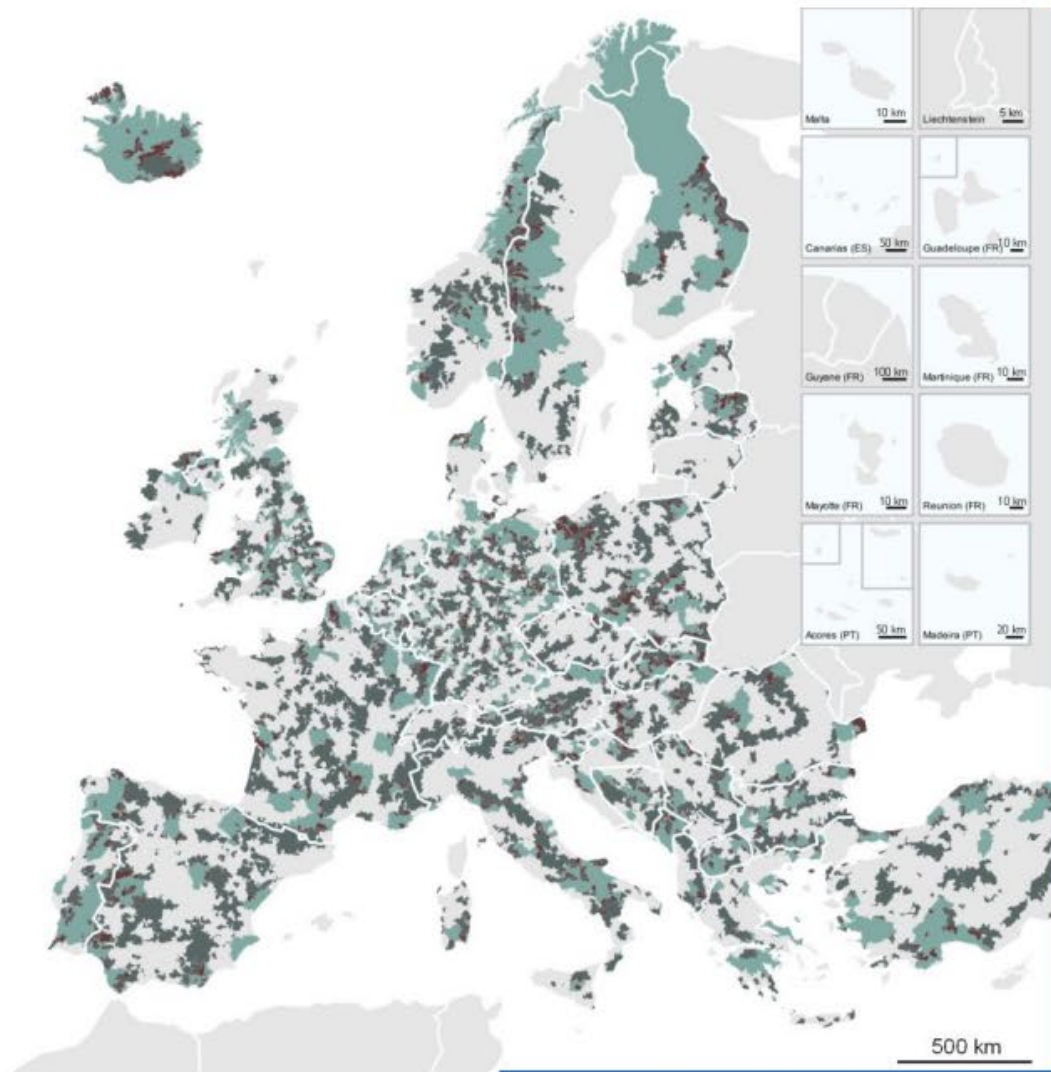 Malta 10 km
Liechtenstein 5 km
Canarias (ES) 50 km
Guadeloupe (FR) 10 km
Guyane (FR) 100 km
Martinique (FR) 10 km
Mayotte (FR) 10 km
Reunion (FR) 10 km
Acores (PT) 50 km
Madeira (PT) 20 km
500 km